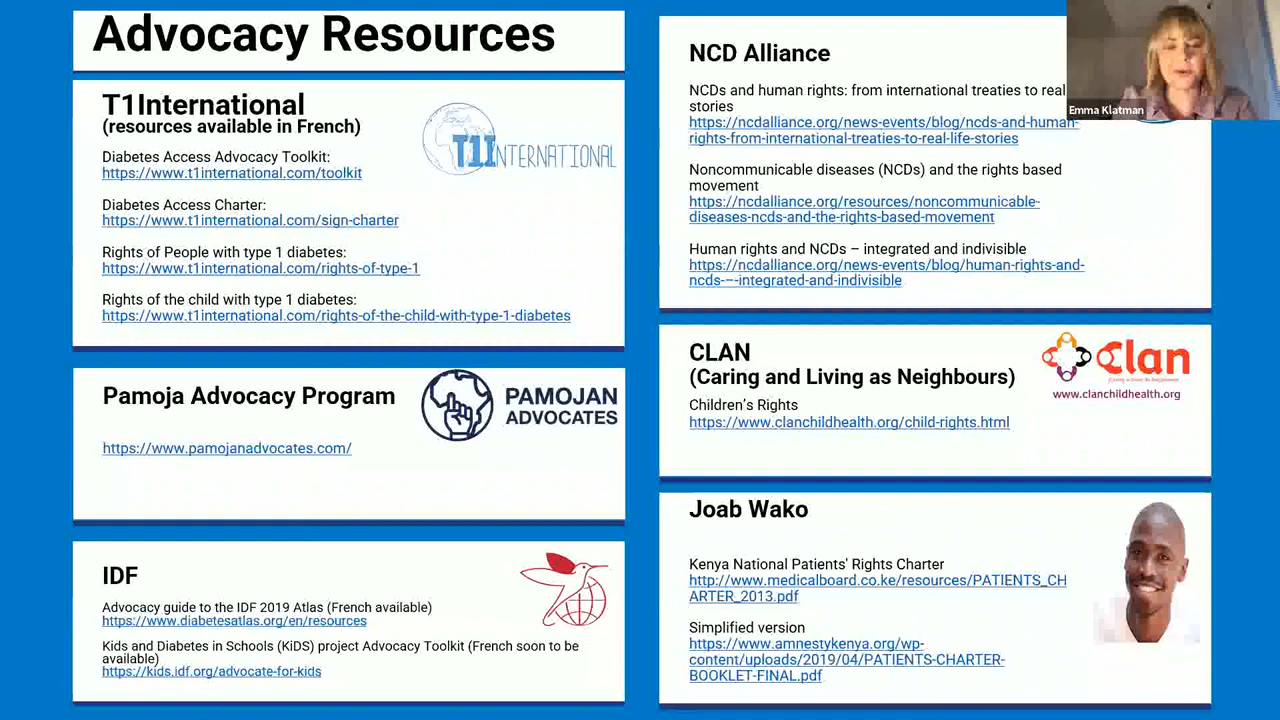 Advocacy Resources
T1International
(resources available in French)
T1INTERNATIONAL
Diabetes Access Advocacy Toolkit:
https://www.t1international.com/toolkit
Diabetes Access Charter:
https://www.t1international.com/sign-charter
Rights of People with type 1 diabetes:
https://www.t1international.com/rights-of-type-1
Rights of the child with type 1 diabetes:
https://www.t1international.com/rights-of-the-child-with-type-1-diabetes
Pamoja Advocacy Program
PAMOJAN
ADVOCATES
https://www.pamojanadvocates.com/
IDF
Advocacy guide to the IDF 2019 Atlas (French available)
https://www.diabetesatlas.org/en/resources
Kids and Diabetes in Schools (KiDS) project Advocacy Toolkit (French soon to be
available)
https://kids.idf.org/advocate-for-kids
NCD Alliance
NCDs and human rights: from international treaties to real
stories
https://ncdalliance.org/news-events/blog/ncds-and-human-
rights-from-international-treaties-to-real-life-stories
Noncommunicable diseases (NCDs) and the rights based
movement
https://ncdalliance.org/resources/noncommunicable-
diseases-ncds-and-the-rights-based-movement
Human rights and NCDs – integrated and indivisible
https://ncdalliance.org/news-events/blog/human-rights-and-
ncds-–-integrated-and-indivisible
Emma Klatman
CLAN
(Caring and Living as Neighbours)
Clan
(Caring & Living As Neighbours)
www.clanchildhealth.org
Children's Rights
https://www.clanchildhealth.org/child-rights.html
Joab Wako
Kenya National Patients' Rights Charter
http://www.medicalboard.co.ke/resources/PATIENTS_CH
ARTER_2013.pdf
Simplified version
https://www.amnestykenya.org/wp-
content/uploads/2019/04/PATIENTS-CHARTER-
BOOKLET-FINAL.pdf